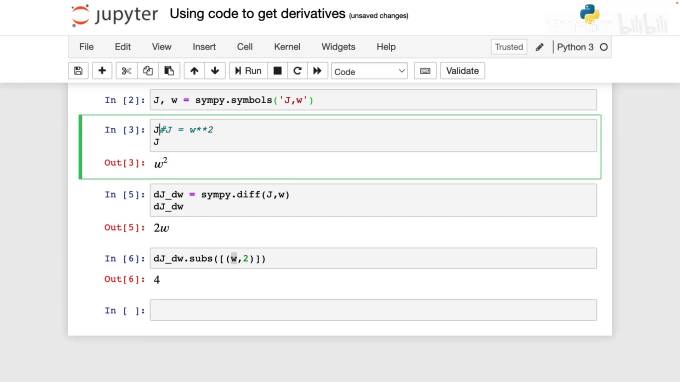 jupyter Using code to get derivatives (unsaved changes)
bilibili
File Edit View Insert Cell Kernel Widgets Help Trusted Python 3
Run Code Validate
In [2]: J, w = sympy.symbols('J,w')
In [3]: J#J = w**2
J
Out[3]: w²
In [5]: dJ_dw = sympy.diff(J,w)
dJ_dw
Out[5]: 2w
In [6]: dJ_dw.subs([(w,2)])
Out[6]: 4
In [ ]: